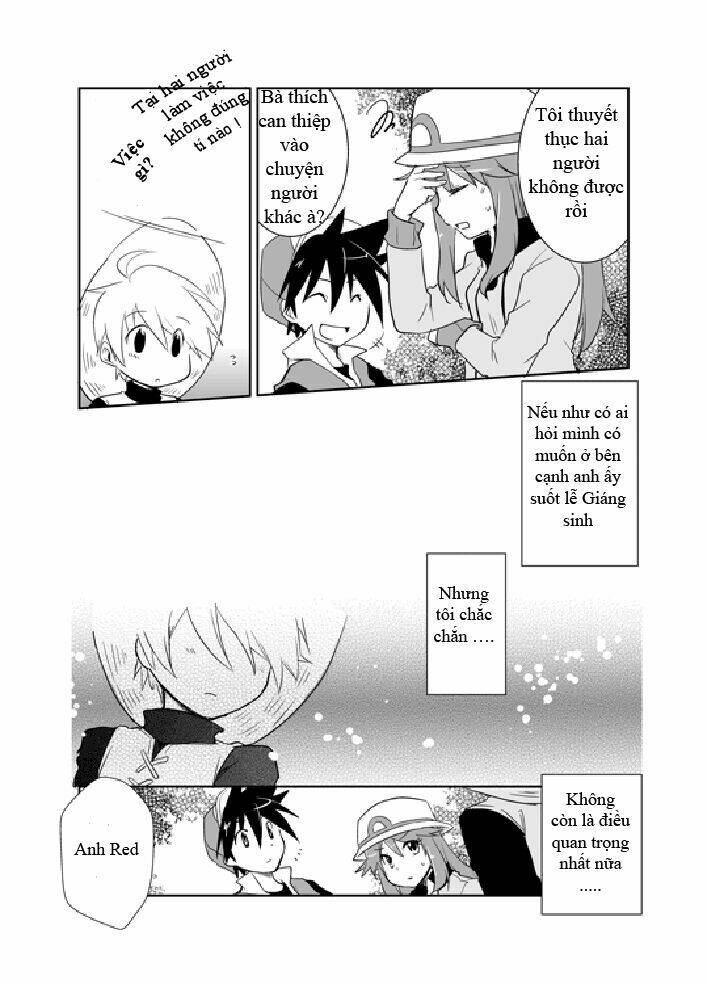 Tôi thuyết
thục hai
người
không được
rồi
Bà thích
can thiệp
vào
chuyện
người
khác à?
Tại hai người
làm việc
không đúng
tí nào !
Việc
gì?
Nếu như có ai
hỏi mình có
muốn ở bên
cạnh anh ấy
suốt lễ Giáng
sinh
Nhưng
tôi chắc
chắn ....
Không
còn là điều
quan trọng
nhất nữa
.....
Anh Red